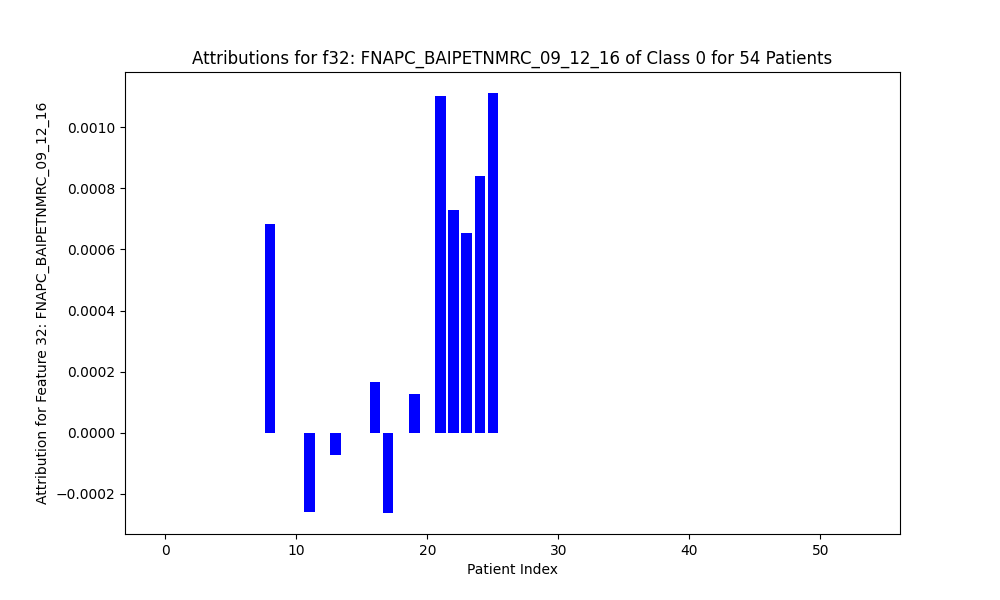 Attributions for f32: FNAPC_BAIPETNMRC_09_12_16 of Class 0 for 54 Patients
Attribution for Feature 32: FNAPC_BAIPETNMRC_09_12_16
0.0010
0.0008
0.0006
0.0004
0.0002
0.0000
−0.0002
0 10 20 30 40 50
Patient Index